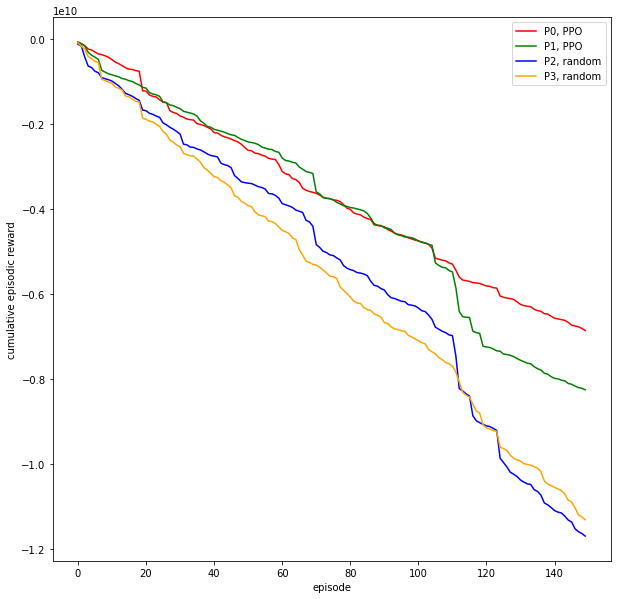 1e10
0.0
−0.2
−0.4
−0.6
−0.8
−1.0
−1.2
cumulative episodic reward
0 20 40 60 80 100 120 140
episode
P0, PPO
P1, PPO
P2, random
P3, random